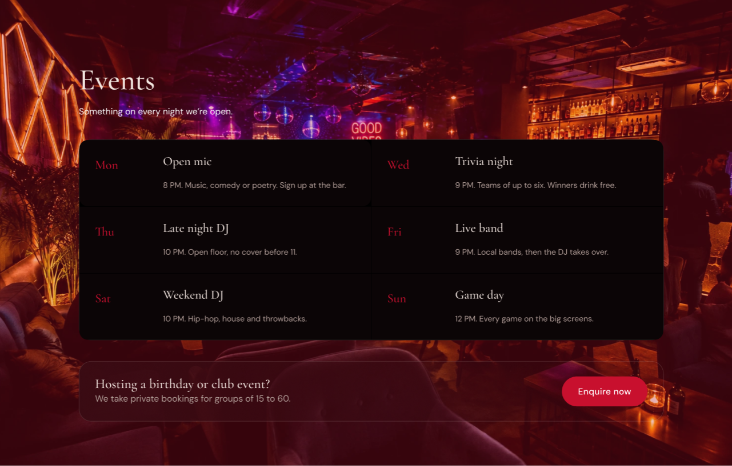 Events
Something on every night we're open.
GOOD
VIBES
Mon
Open mic
8 PM. Music, comedy or poetry. Sign up at the bar.
Wed
Trivia night
9 PM. Teams of up to six. Winners drink free.
Thu
Late night DJ
10 PM. Open floor, no cover before 11.
Fri
Live band
9 PM. Local bands, then the DJ takes over.
Sat
Weekend DJ
10 PM. Hip-hop, house and throwbacks.
Sun
Game day
12 PM. Every game on the big screens.
Hosting a birthday or club event?
We take private bookings for groups of 15 to 60.
Enquire now